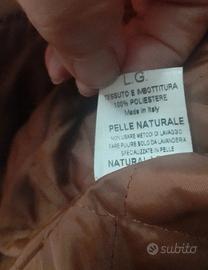 L.G.
TESSUTO E IMBOTTITURA
100% POLIESTERE
Made in Italy
PELLE NATURALE
NON USARE METODI DI LAVAGGIO
FARE PULIRE SOLO DA LAVANDERIA
SPECIALIZZATE IN PELLE
NATURAL
subito